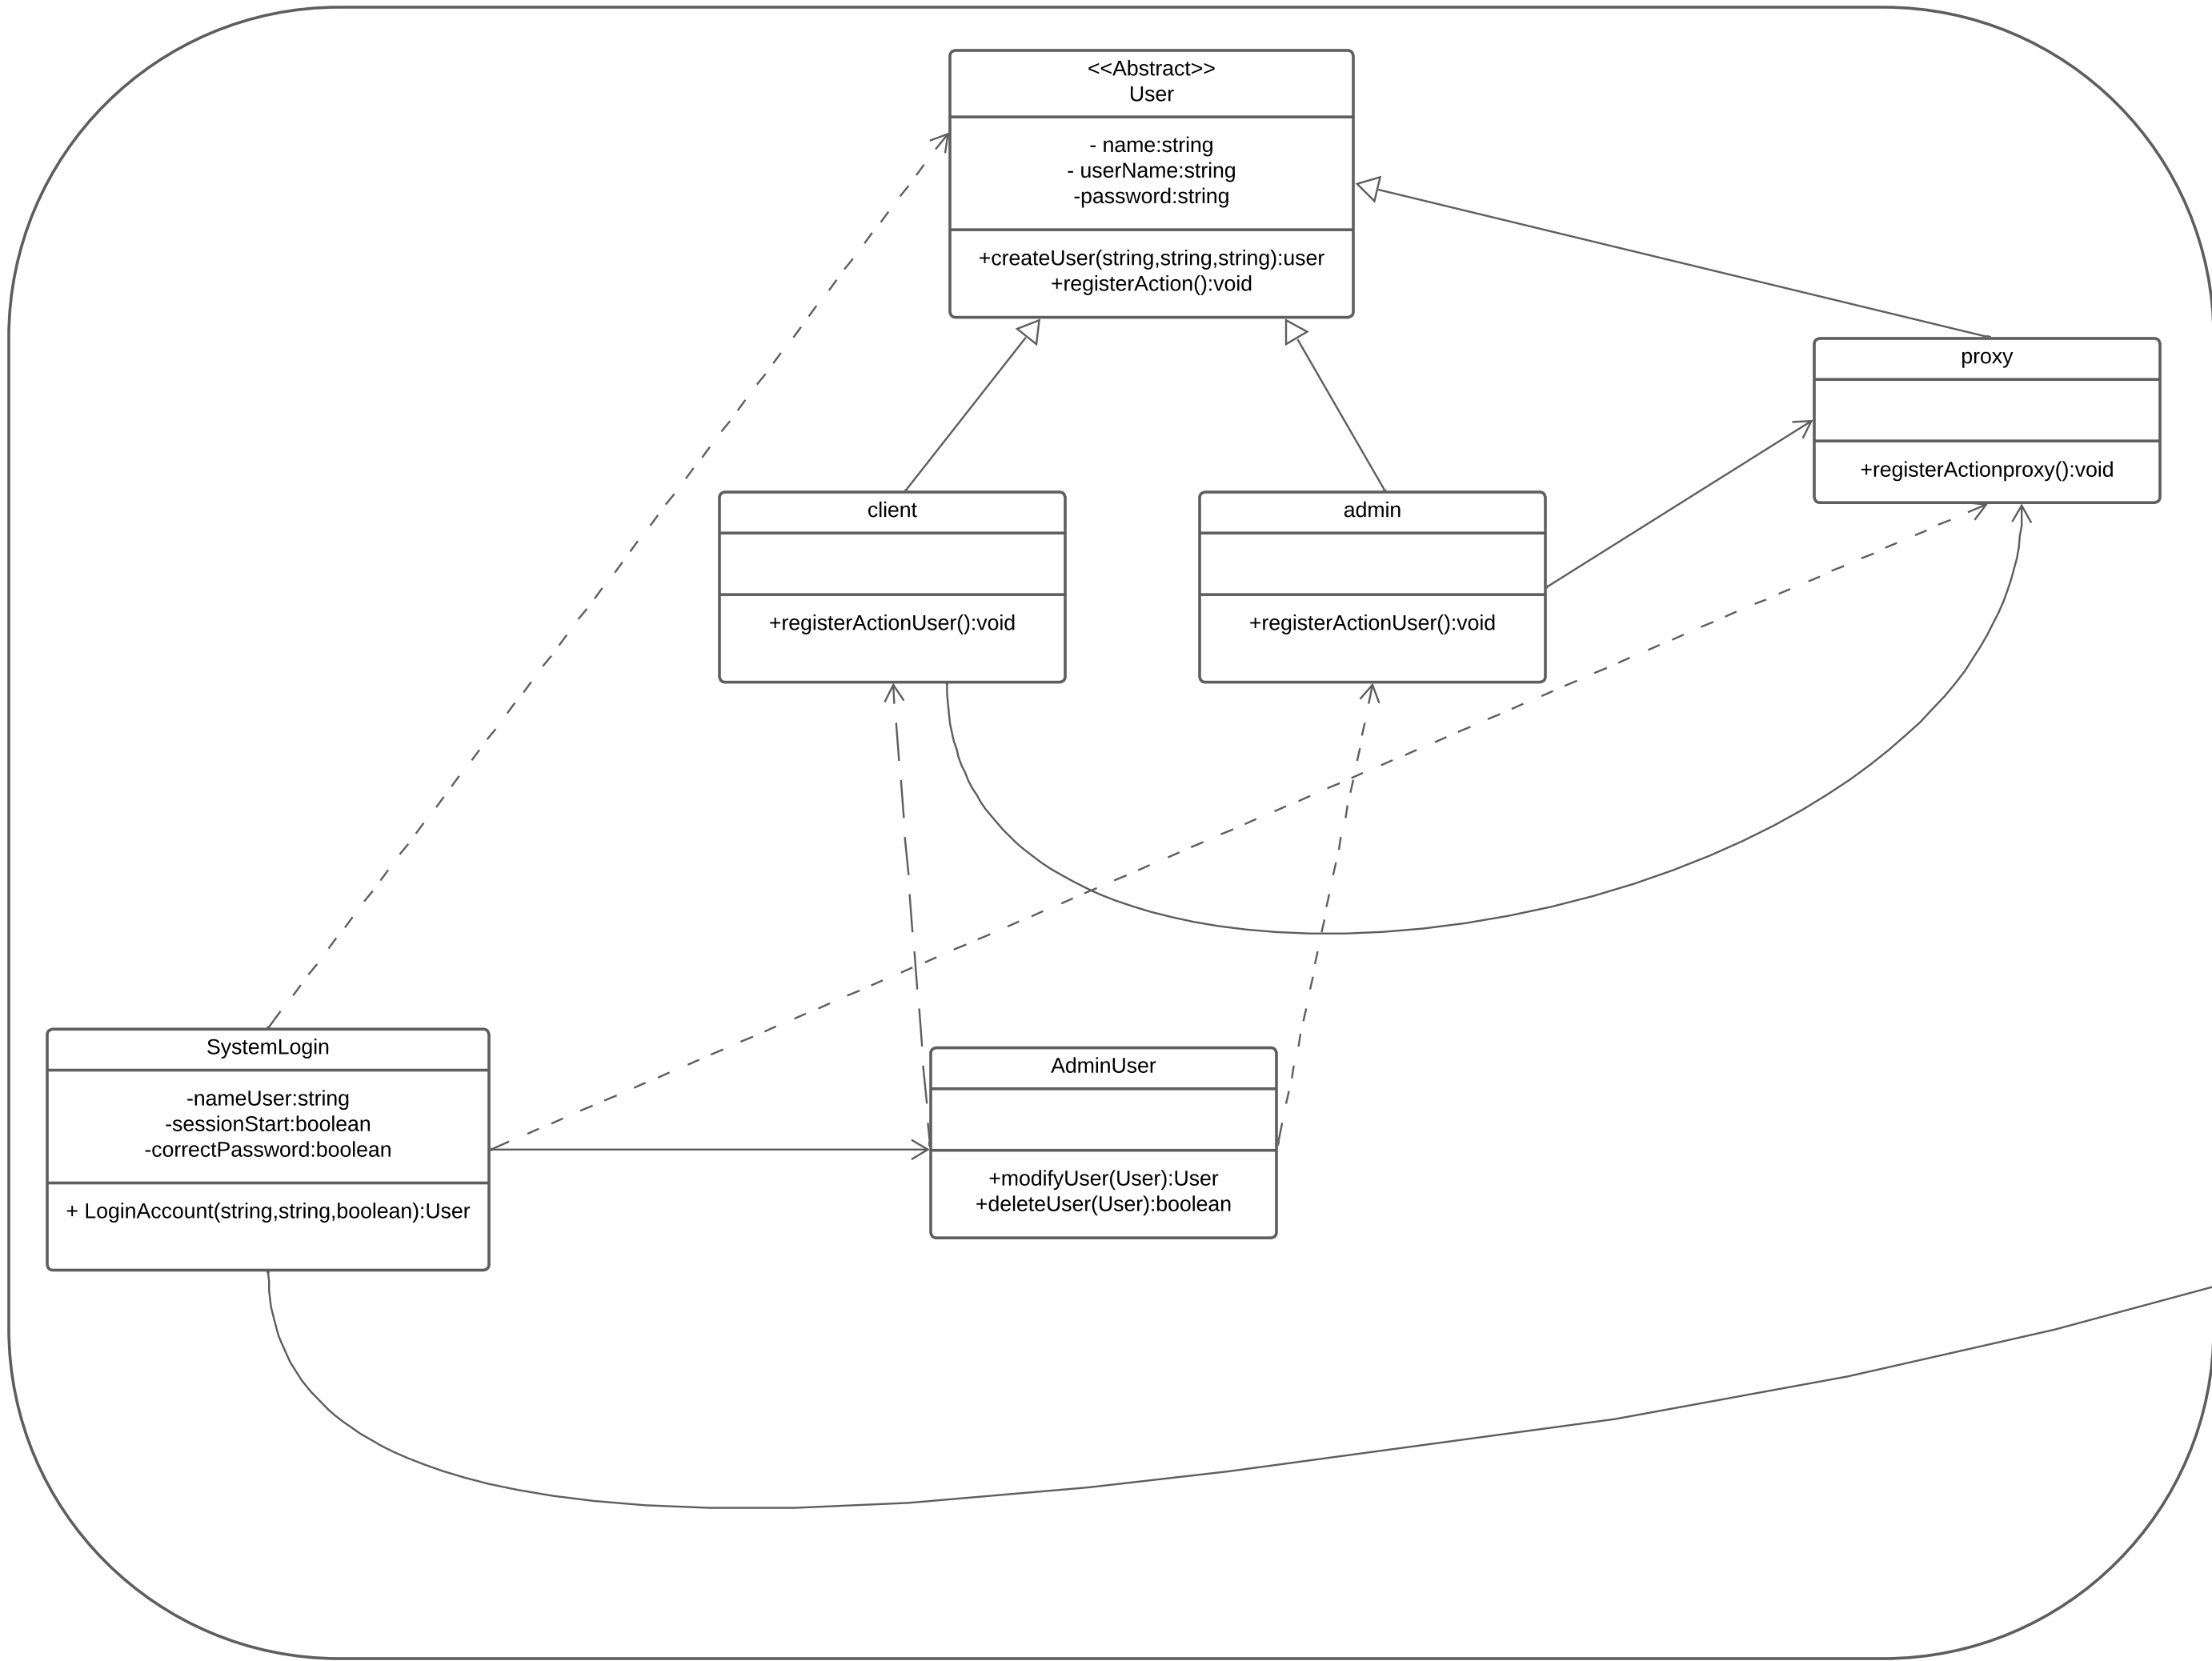 <<Abstract>>
User
- name:string
- userName:string
-password:string
+createUser(string,string,string):user
+registerAction():void
proxy
+registerActionproxy():void
client
+registerActionUser():void
admin
+registerActionUser():void
SystemLogin
-nameUser:string
-sessionStart:boolean
-correctPassword:boolean
+ LoginAccount(string,string,boolean):User
AdminUser
+modifyUser(User):User
+deleteUser(User):boolean